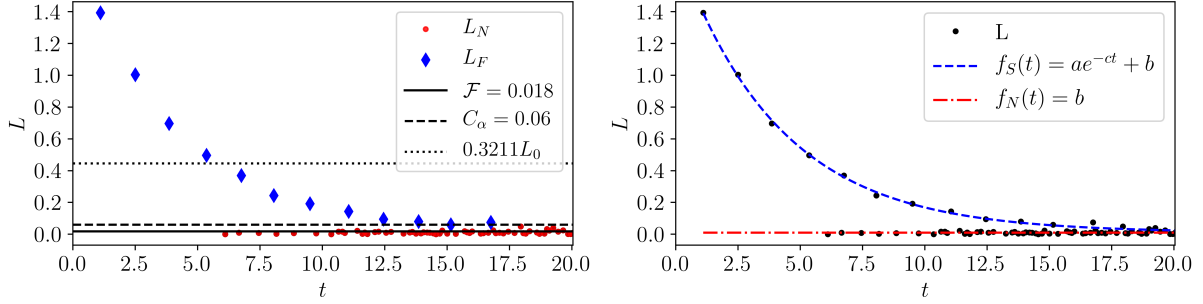 1.4
1.2
1.0
0.8
0.6
0.4
0.2
0.0
L
0.0 2.5 5.0 7.5 10.0 12.5 15.0 17.5 20.0
t
L_N
L_F
ℱ = 0.018
C_α = 0.06
0.3211L_0
1.4
1.2
1.0
0.8
0.6
0.4
0.2
0.0
L
0.0 2.5 5.0 7.5 10.0 12.5 15.0 17.5 20.0
t
L
f_S(t) = ae^{-ct} + b
f_N(t) = b